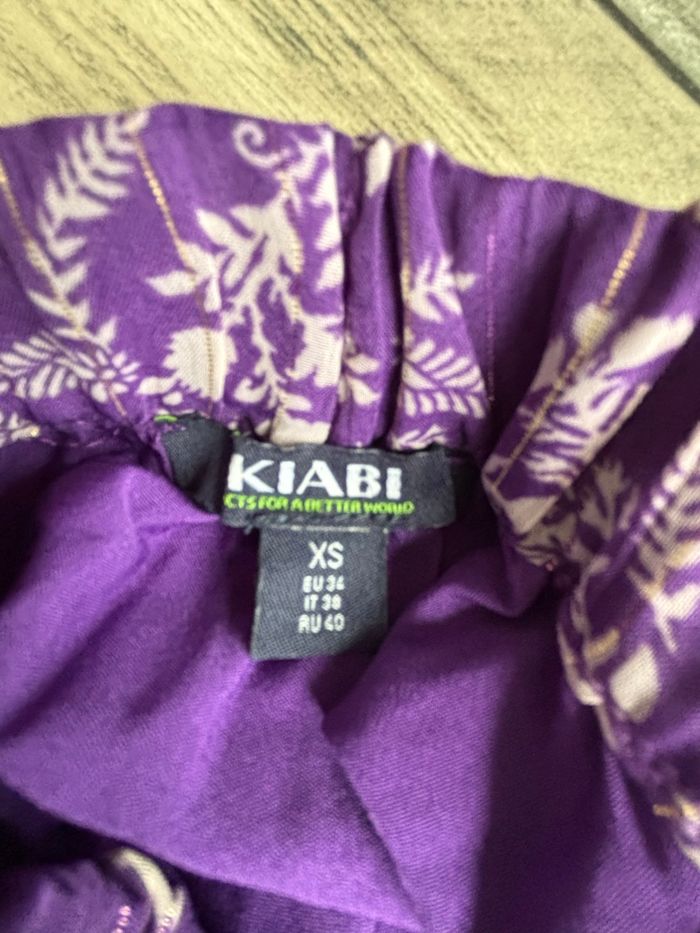 KIABI
CTS FOR A BETTER WORLD
XS
EU 34
IT 38
RU 40